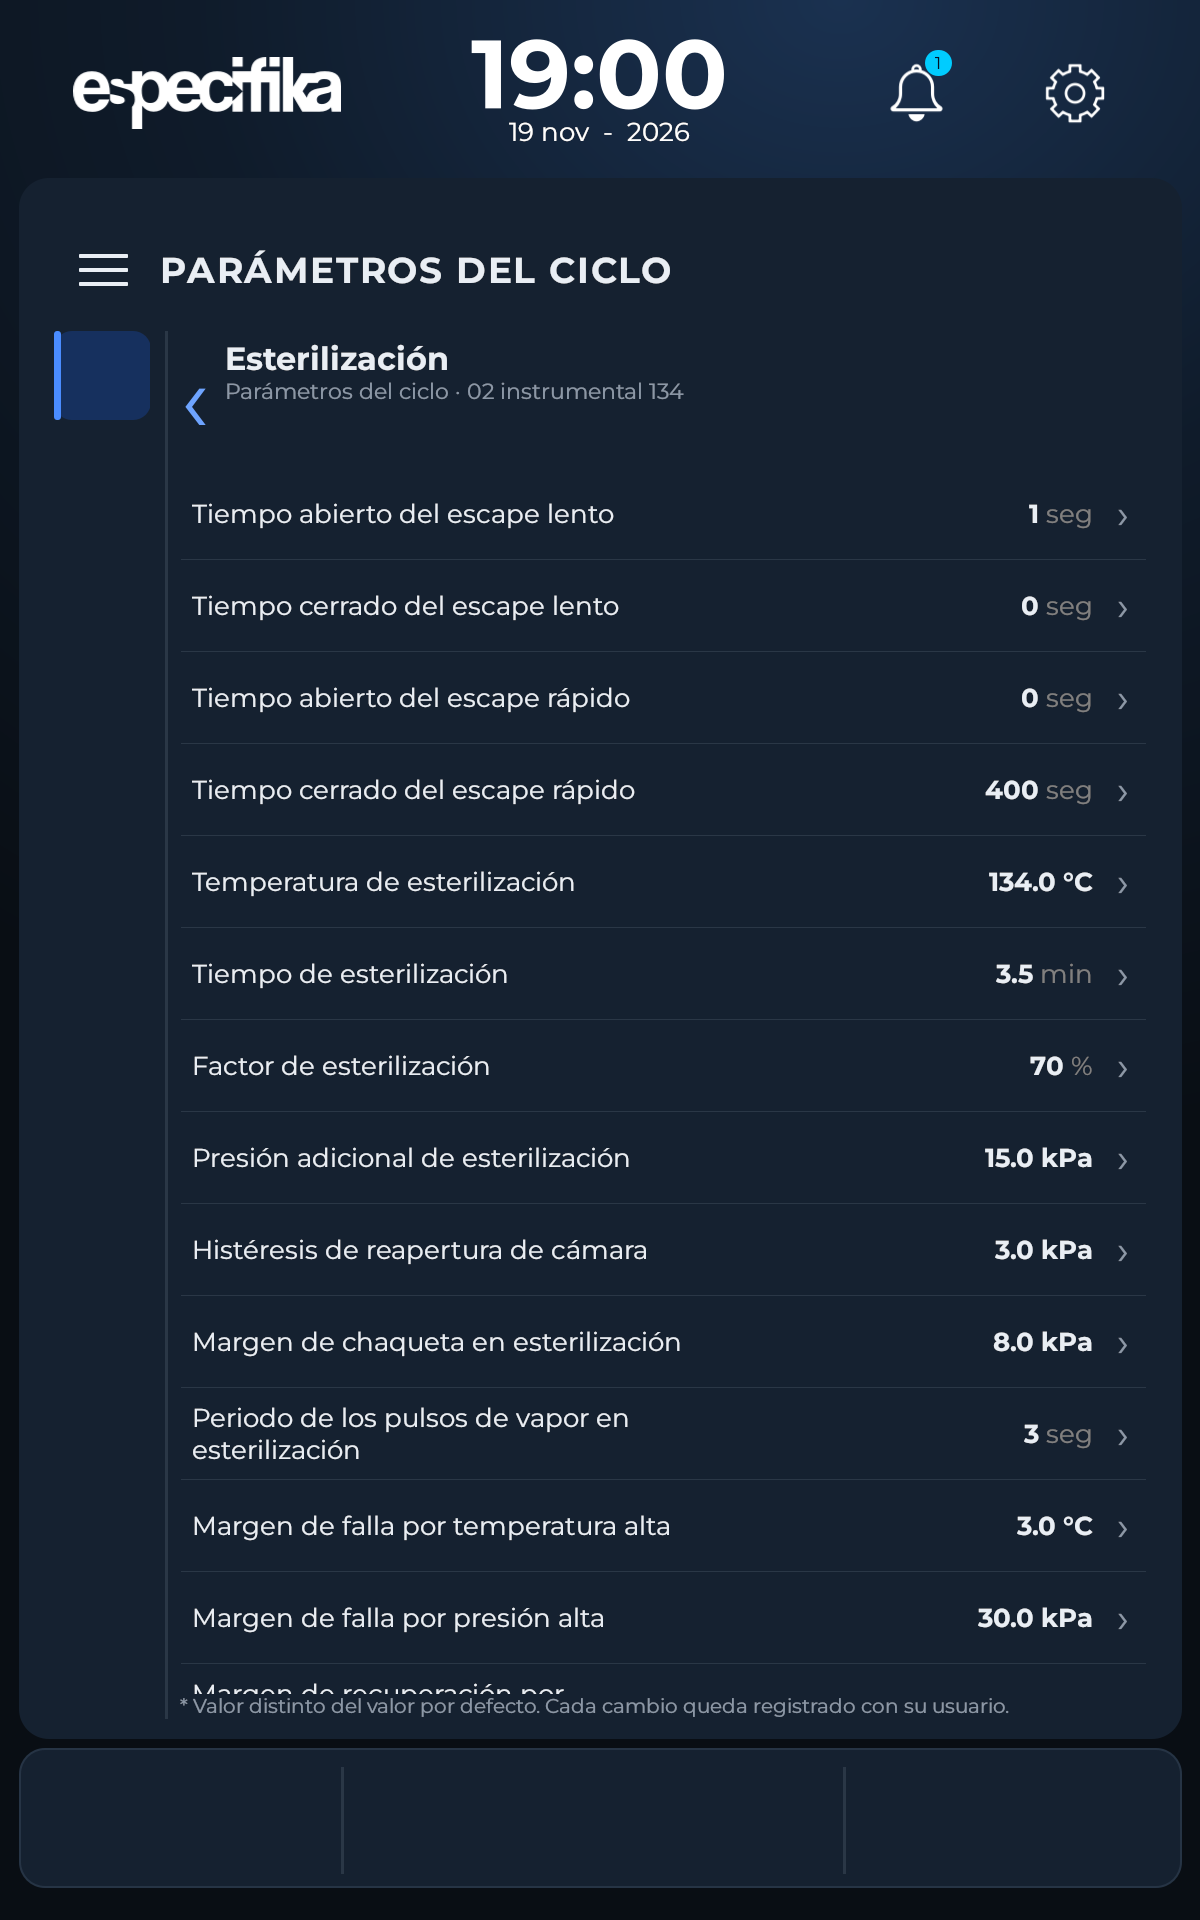 especifika
19:00
19 nov - 2026
1
PARÁMETROS DEL CICLO
Esterilización
Parámetros del ciclo · 02 instrumental 134
Tiempo abierto del escape lento 1 seg ›
Tiempo cerrado del escape lento 0 seg ›
Tiempo abierto del escape rápido 0 seg ›
Tiempo cerrado del escape rápido 400 seg ›
Temperatura de esterilización 134.0 °C ›
Tiempo de esterilización 3.5 min ›
Factor de esterilización 70 % ›
Presión adicional de esterilización 15.0 kPa ›
Histéresis de reapertura de cámara 3.0 kPa ›
Margen de chaqueta en esterilización 8.0 kPa ›
Periodo de los pulsos de vapor en
esterilización 3 seg ›
Margen de falla por temperatura alta 3.0 °C ›
Margen de falla por presión alta 30.0 kPa ›
Margen de recuperación por
* Valor distinto del valor por defecto. Cada cambio queda registrado con su usuario.